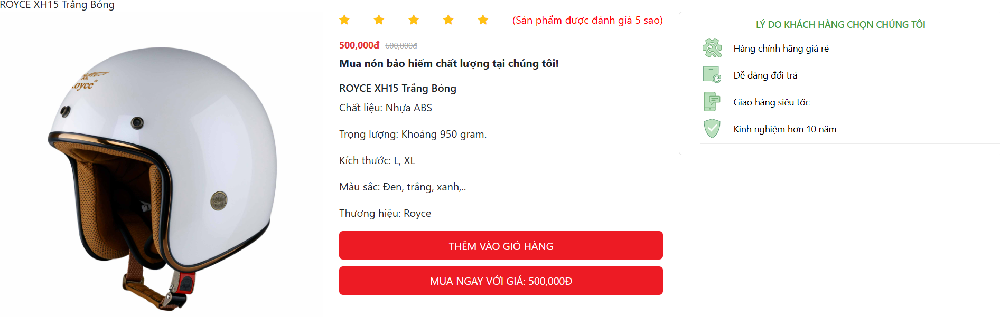 ROYCE XH15 Trắng Bóng
Royce®
(Sản phẩm được đánh giá 5 sao)
500,000đ 600,000đ
Mua nón bảo hiểm chất lượng tại chúng tôi!
ROYCE XH15 Trắng Bóng
Chất liệu: Nhựa ABS
Trọng lượng: Khoảng 950 gram.
Kích thước: L, XL
Màu sắc: Đen, trắng, xanh,..
Thương hiệu: Royce
THÊM VÀO GIỎ HÀNG
MUA NGAY VỚI GIÁ: 500,000Đ
LÝ DO KHÁCH HÀNG CHỌN CHÚNG TÔI
Hàng chính hãng giá rẻ
Dễ dàng đổi trả
Giao hàng siêu tốc
Kinh nghiệm hơn 10 năm